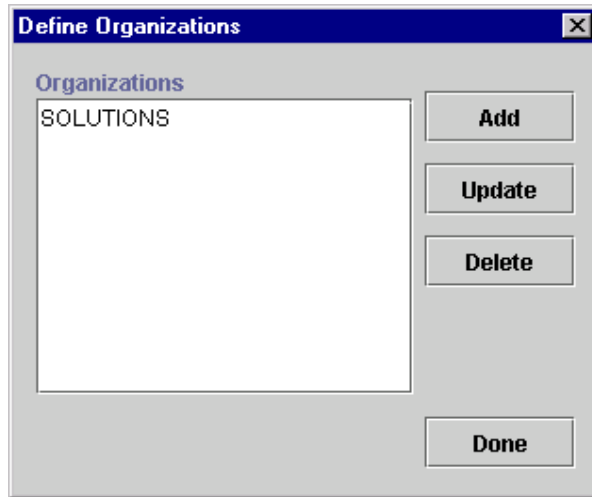 Define Organizations
Organizations
SOLUTIONS
Add
Update
Delete
Done